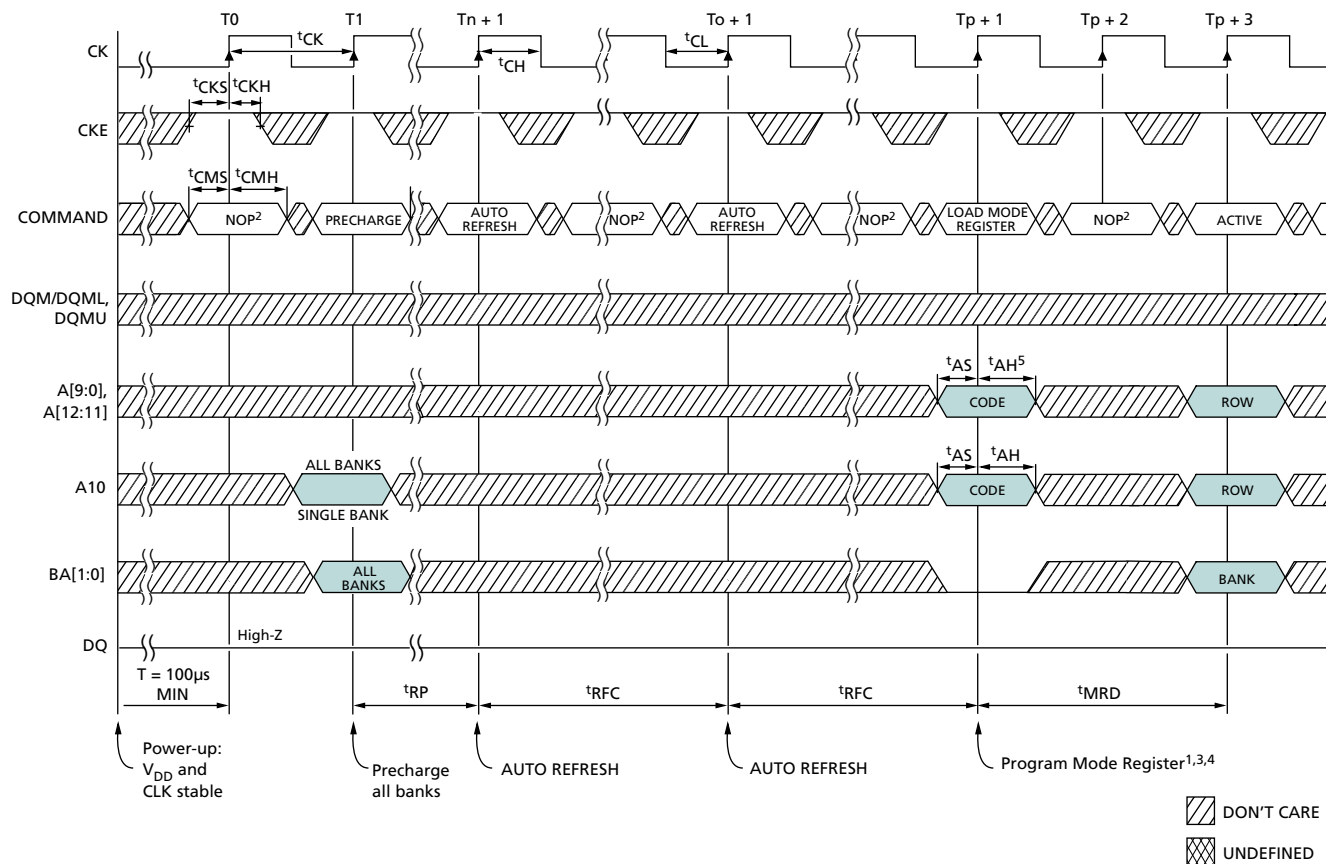 T0 T1 Tn + 1 To + 1 Tp + 1 Tp + 2 Tp + 3
CK
tCK
tCH
tCL
tCKS tCKH
CKE
tCMS tCMH
COMMAND
NOP2
PRECHARGE
AUTO REFRESH
NOP2
AUTO REFRESH
NOP2
LOAD MODE REGISTER
NOP2
ACTIVE
DQM/DQML,
DQMU
A[9:0],
A[12:11]
tAS tAH5
CODE
ROW
A10
ALL BANKS
SINGLE BANK
tAS tAH
CODE
ROW
BA[1:0]
ALL BANKS
BANK
DQ
High-Z
T = 100µs
MIN
tRP
tRFC
tRFC
tMRD
Power-up:
VDD and
CLK stable
Precharge
all banks
AUTO REFRESH
AUTO REFRESH
Program Mode Register1,3,4
DON'T CARE
UNDEFINED